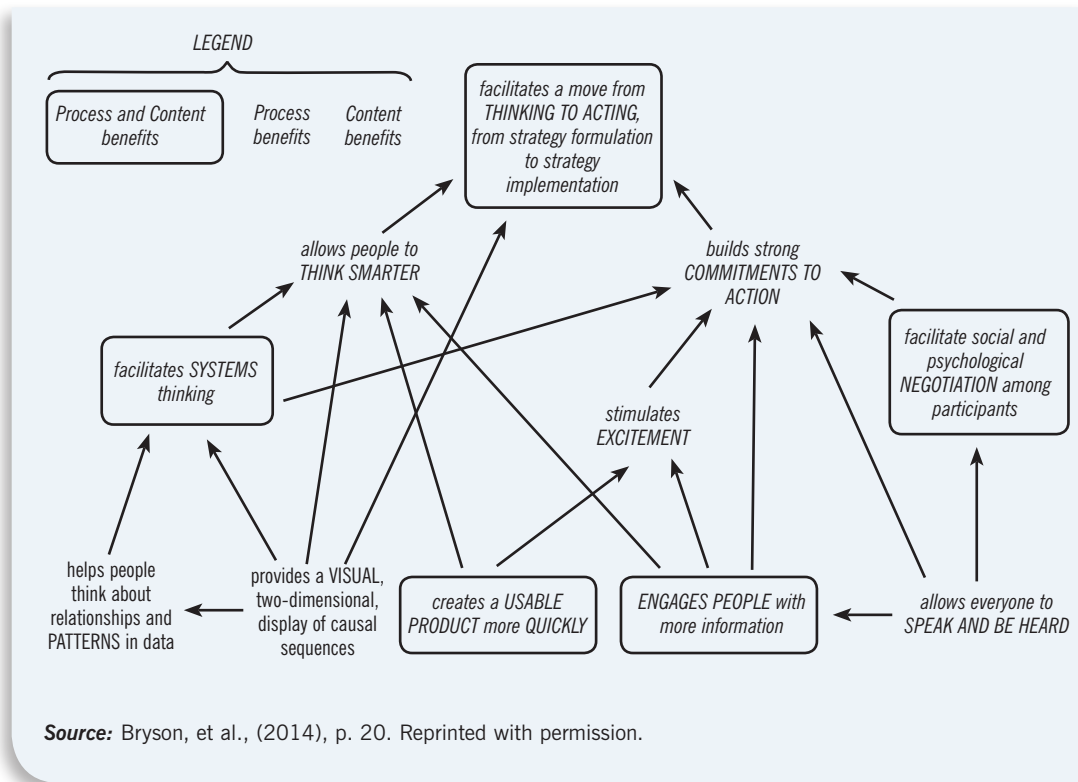 LEGEND
Process and Content
benefits
Process
benefits
Content
benefits
facilitates a move from
THINKING TO ACTING,
from strategy formulation
to strategy
implementation
allows people to
THINK SMARTER
builds strong
COMMITMENTS TO
ACTION
facilitates SYSTEMS
thinking
facilitate social and
psychological
NEGOTIATION among
participants
stimulates
EXCITEMENT
helps people
think about
relationships and
PATTERNS in data
provides a VISUAL,
two-dimensional,
display of causal
sequences
creates a USABLE
PRODUCT more QUICKLY
ENGAGES PEOPLE with
more information
allows everyone to
SPEAK AND BE HEARD
Source: Bryson, et al., (2014), p. 20. Reprinted with permission.